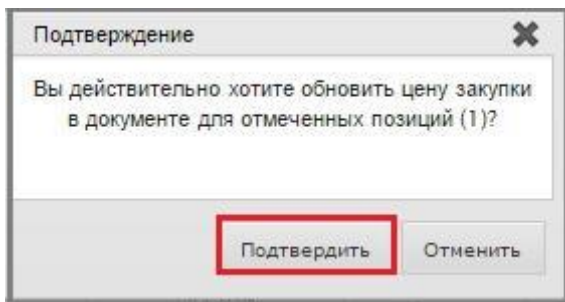 Подтверждение
Вы действительно хотите обновить цену закупки
в документе для отмеченных позиций (1)?
Подтвердить
Отменить